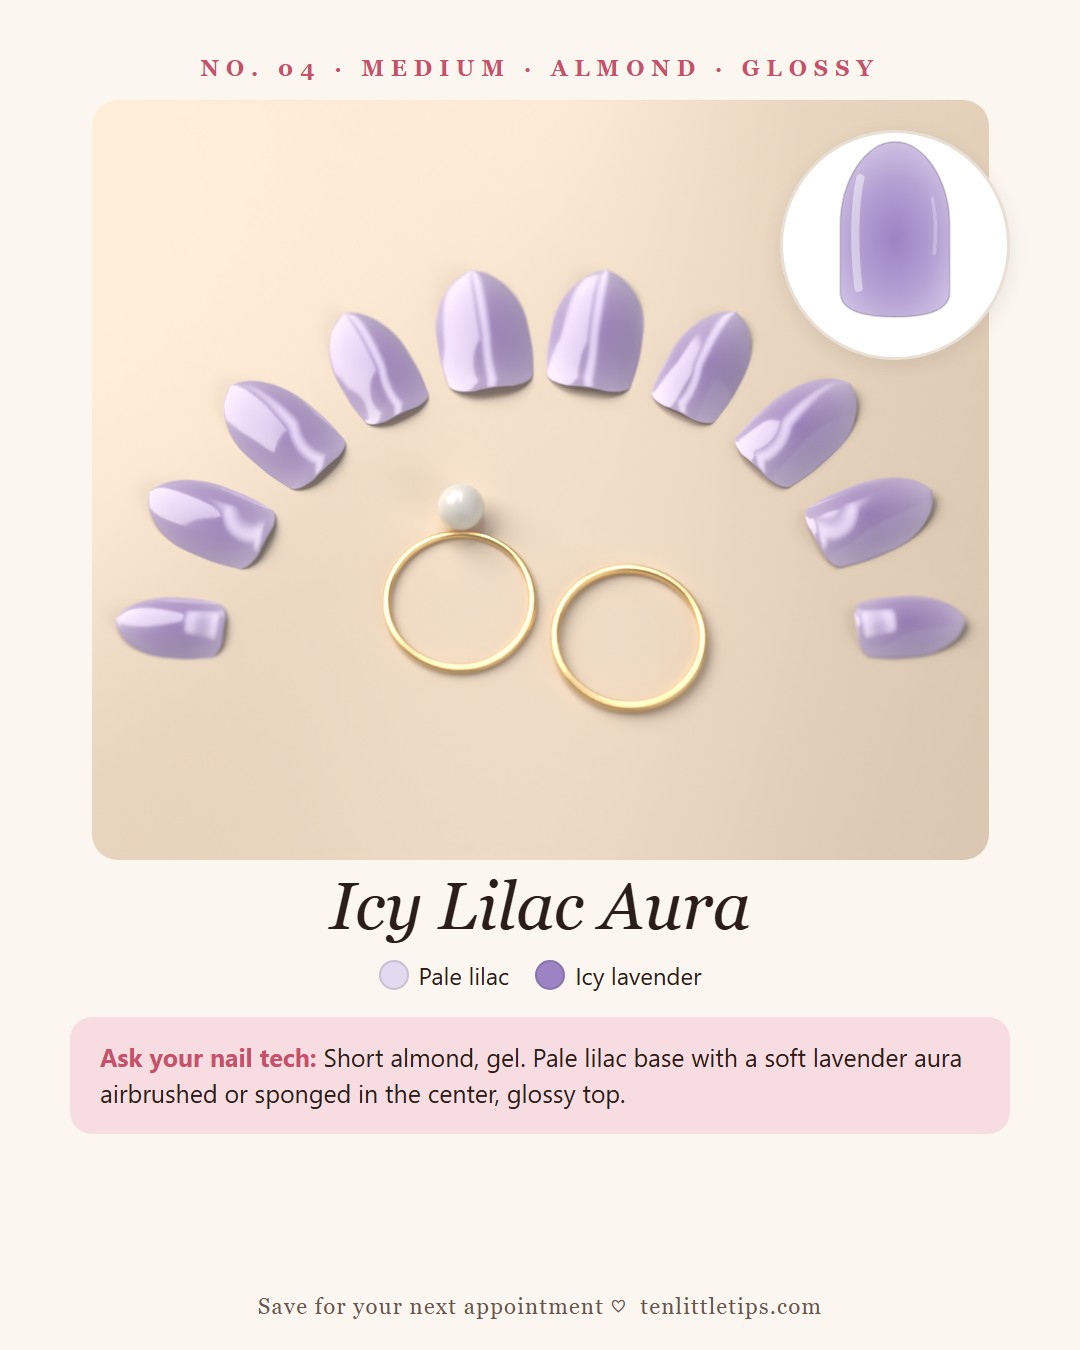 NO. 04 · MEDIUM · ALMOND · GLOSSY
Icy Lilac Aura
Pale lilac Icy lavender
Ask your nail tech: Short almond, gel. Pale lilac base with a soft lavender aura
airbrushed or sponged in the center, glossy top.
Save for your next appointment ♡ tenlittletips.com